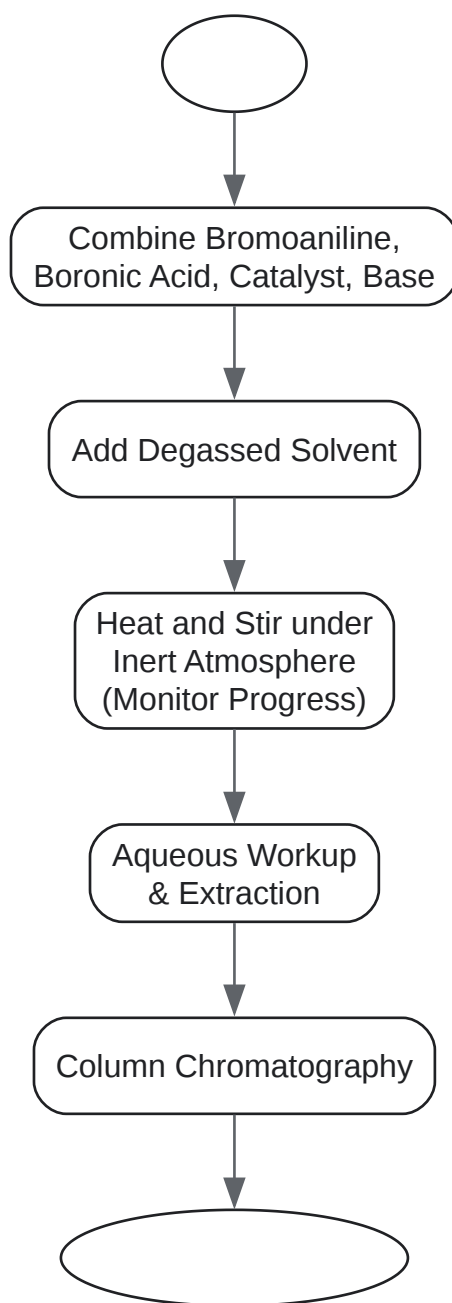 Combine Bromoaniline,
Boronic Acid, Catalyst, Base
Add Degassed Solvent
Heat and Stir under
Inert Atmosphere
(Monitor Progress)
Aqueous Workup
& Extraction
Column Chromatography